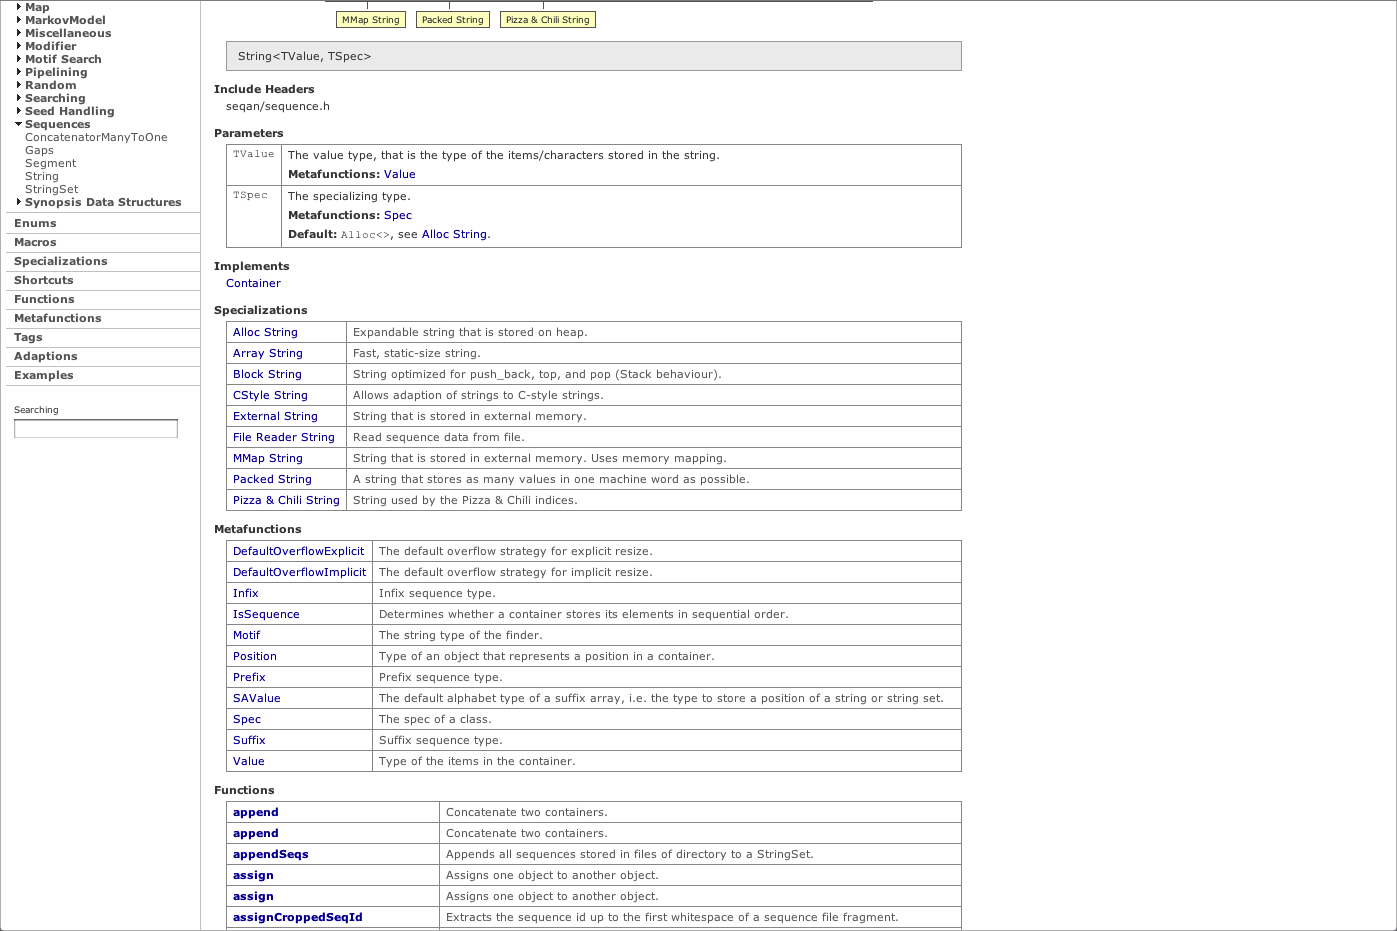 Map
MarkovModel
Miscellaneous
Modifier
Motif Search
Pipelining
Random
Searching
Seed Handling
Sequences
ConcatenatorManyToOne
Gaps
Segment
String
StringSet
Synopsis Data Structures
Enums
Macros
Specializations
Shortcuts
Functions
Metafunctions
Tags
Adaptions
Examples
Searching
MMap String Packed String Pizza & Chili String
String<TValue, TSpec>
Include Headers
seqan/sequence.h
Parameters
TValue The value type, that is the type of the items/characters stored in the string.
Metafunctions: Value
TSpec The specializing type.
Metafunctions: Spec
Default: Alloc<>, see Alloc String.
Implements
Container
Specializations
Alloc String Expandable string that is stored on heap.
Array String Fast, static-size string.
Block String String optimized for push_back, top, and pop (Stack behaviour).
CStyle String Allows adaption of strings to C-style strings.
External String String that is stored in external memory.
File Reader String Read sequence data from file.
MMap String String that is stored in external memory. Uses memory mapping.
Packed String A string that stores as many values in one machine word as possible.
Pizza & Chili String String used by the Pizza & Chili indices.
Metafunctions
DefaultOverflowExplicit The default overflow strategy for explicit resize.
DefaultOverflowImplicit The default overflow strategy for implicit resize.
Infix Infix sequence type.
IsSequence Determines whether a container stores its elements in sequential order.
Motif The string type of the finder.
Position Type of an object that represents a position in a container.
Prefix Prefix sequence type.
SAValue The default alphabet type of a suffix array, i.e. the type to store a position of a string or string set.
Spec The spec of a class.
Suffix Suffix sequence type.
Value Type of the items in the container.
Functions
append Concatenate two containers.
append Concatenate two containers.
appendSeqs Appends all sequences stored in files of directory to a StringSet.
assign Assigns one object to another object.
assign Assigns one object to another object.
assignCroppedSeqId Extracts the sequence id up to the first whitespace of a sequence file fragment.